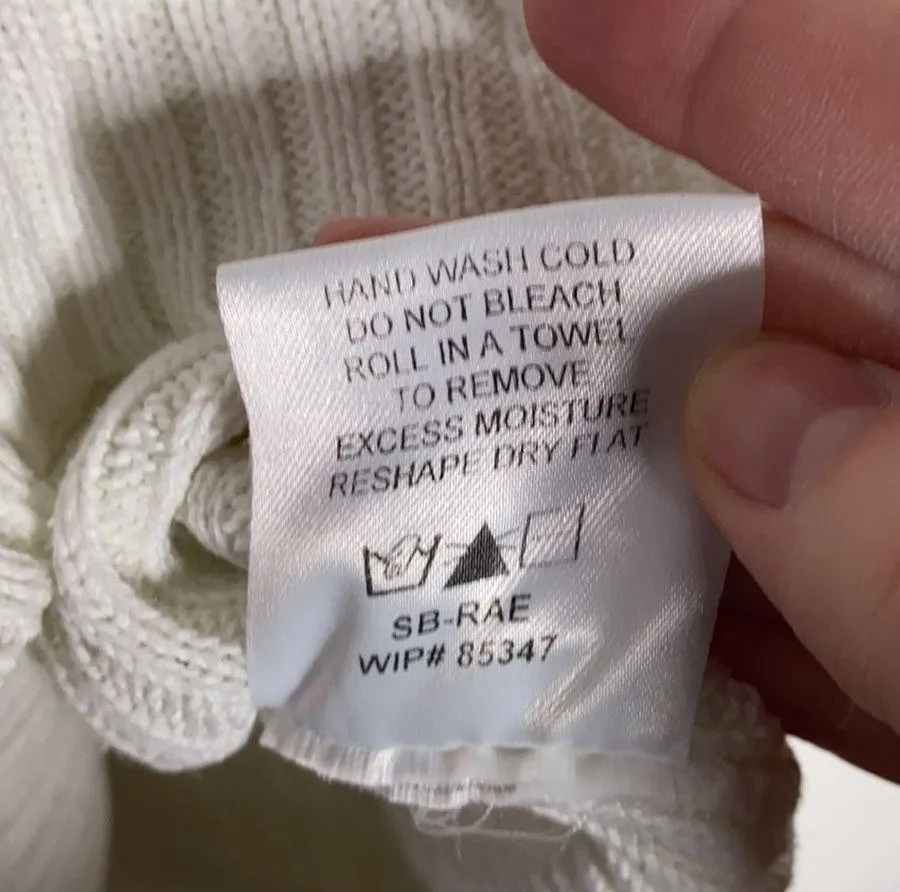 HAND WASH COLD
DO NOT BLEACH
ROLL IN A TOWEL
TO REMOVE
EXCESS MOISTURE
RESHAPE DRY FLAT
SB-RAE
WIP# 85347